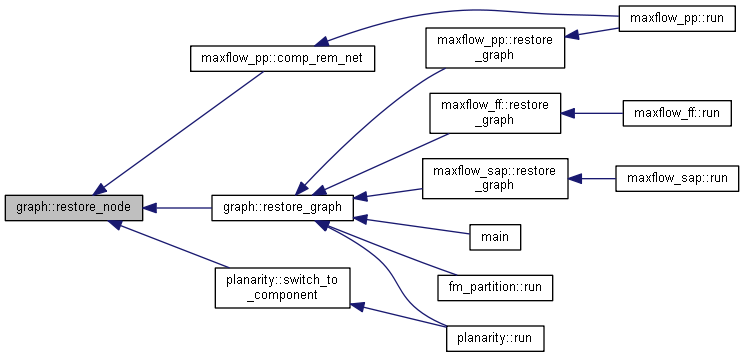 maxflow_pp::run
maxflow_pp::comp_rem_net
maxflow_pp::restore
_graph
maxflow_ff::restore
_graph
maxflow_ff::run
maxflow_sap::restore
_graph
maxflow_sap::run
graph::restore_node
graph::restore_graph
main
planarity::switch_to
_component
fm_partition::run
planarity::run